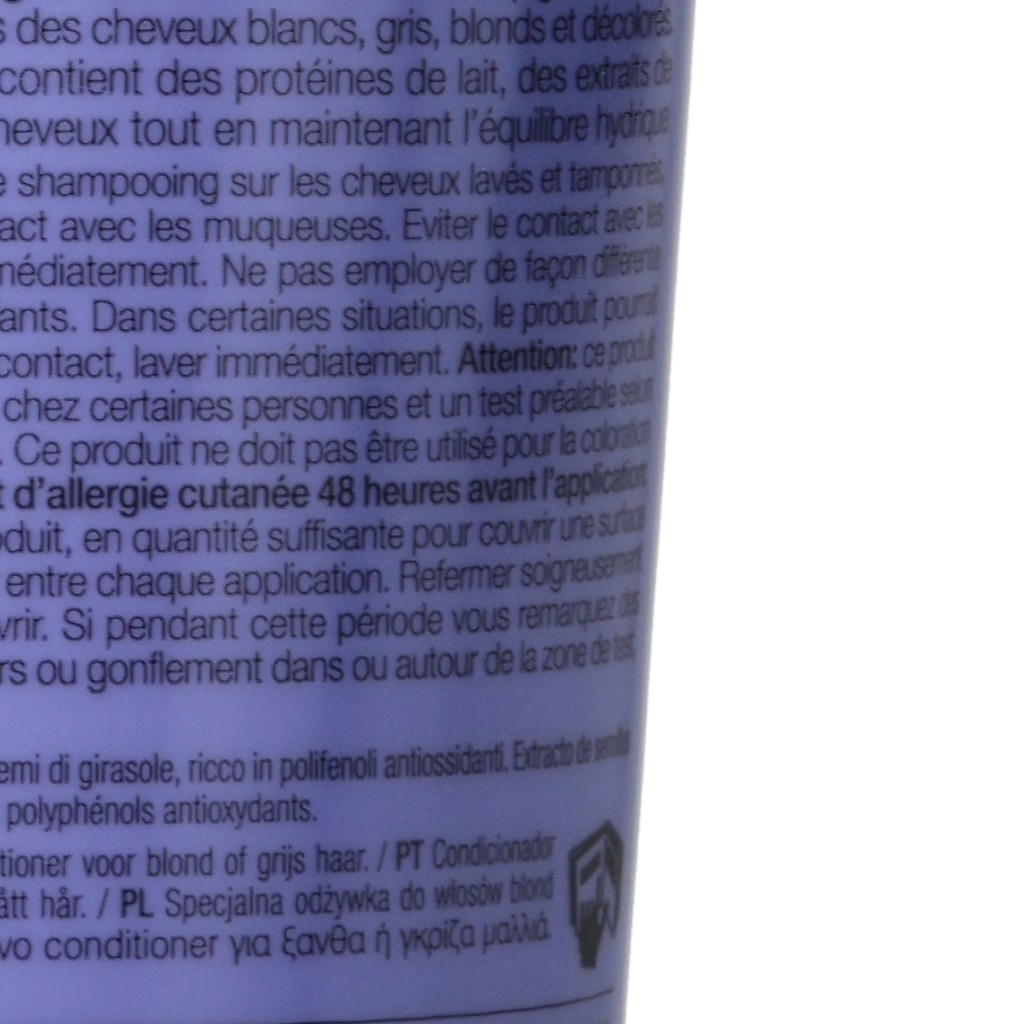 s des cheveux blancs, gris, blonds et décolorés.
contient des protéines de lait, des extraits de
heveux tout en maintenant l'équilibre hydrique
e shampooing sur les cheveux lavés et tamponnés,
act avec les muqueuses. Eviter le contact avec les
médiatement. Ne pas employer de façon différente
ants. Dans certaines situations, le produit pourrait
contact, laver immédiatement. Attention: ce produit
chez certaines personnes et un test préalable selon
. Ce produit ne doit pas être utilisé pour la coloration
t d'allergie cutanée 48 heures avant l'application:
oduit, en quantité suffisante pour couvrir une surface
entre chaque application. Refermer soigneusement
vrir. Si pendant cette période vous remarquez des
rs ou gonflement dans ou autour de la zone de test,
emi di girasole, ricco in polifenoli antiossidanti. Extracto de semillas
polyphénols antioxydants.
tioner voor blond of grijs haar. / PT Condicionador
ått hår. / PL Specjalna odżywka do włosów blond
vo conditioner για ξανθα ή γκρίζα μαλλιά